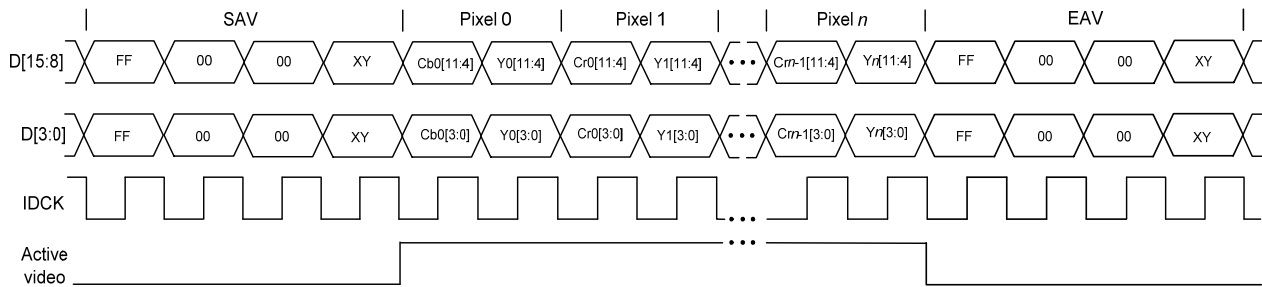 SAV Pixel 0 Pixel 1 Pixel n EAV
D[15:8] FF 00 00 XY Cb0[11:4] Y0[11:4] Cr0[11:4] Y1[11:4] ••• Crn-1[11:4] Yn[11:4] FF 00 00 XY
D[3:0] FF 00 00 XY Cb0[3:0] Y0[3:0] Cr0[3:0] Y1[3:0] ••• Crn-1[3:0] Yn[3:0] FF 00 00 XY
IDCK •••
Active •••
video